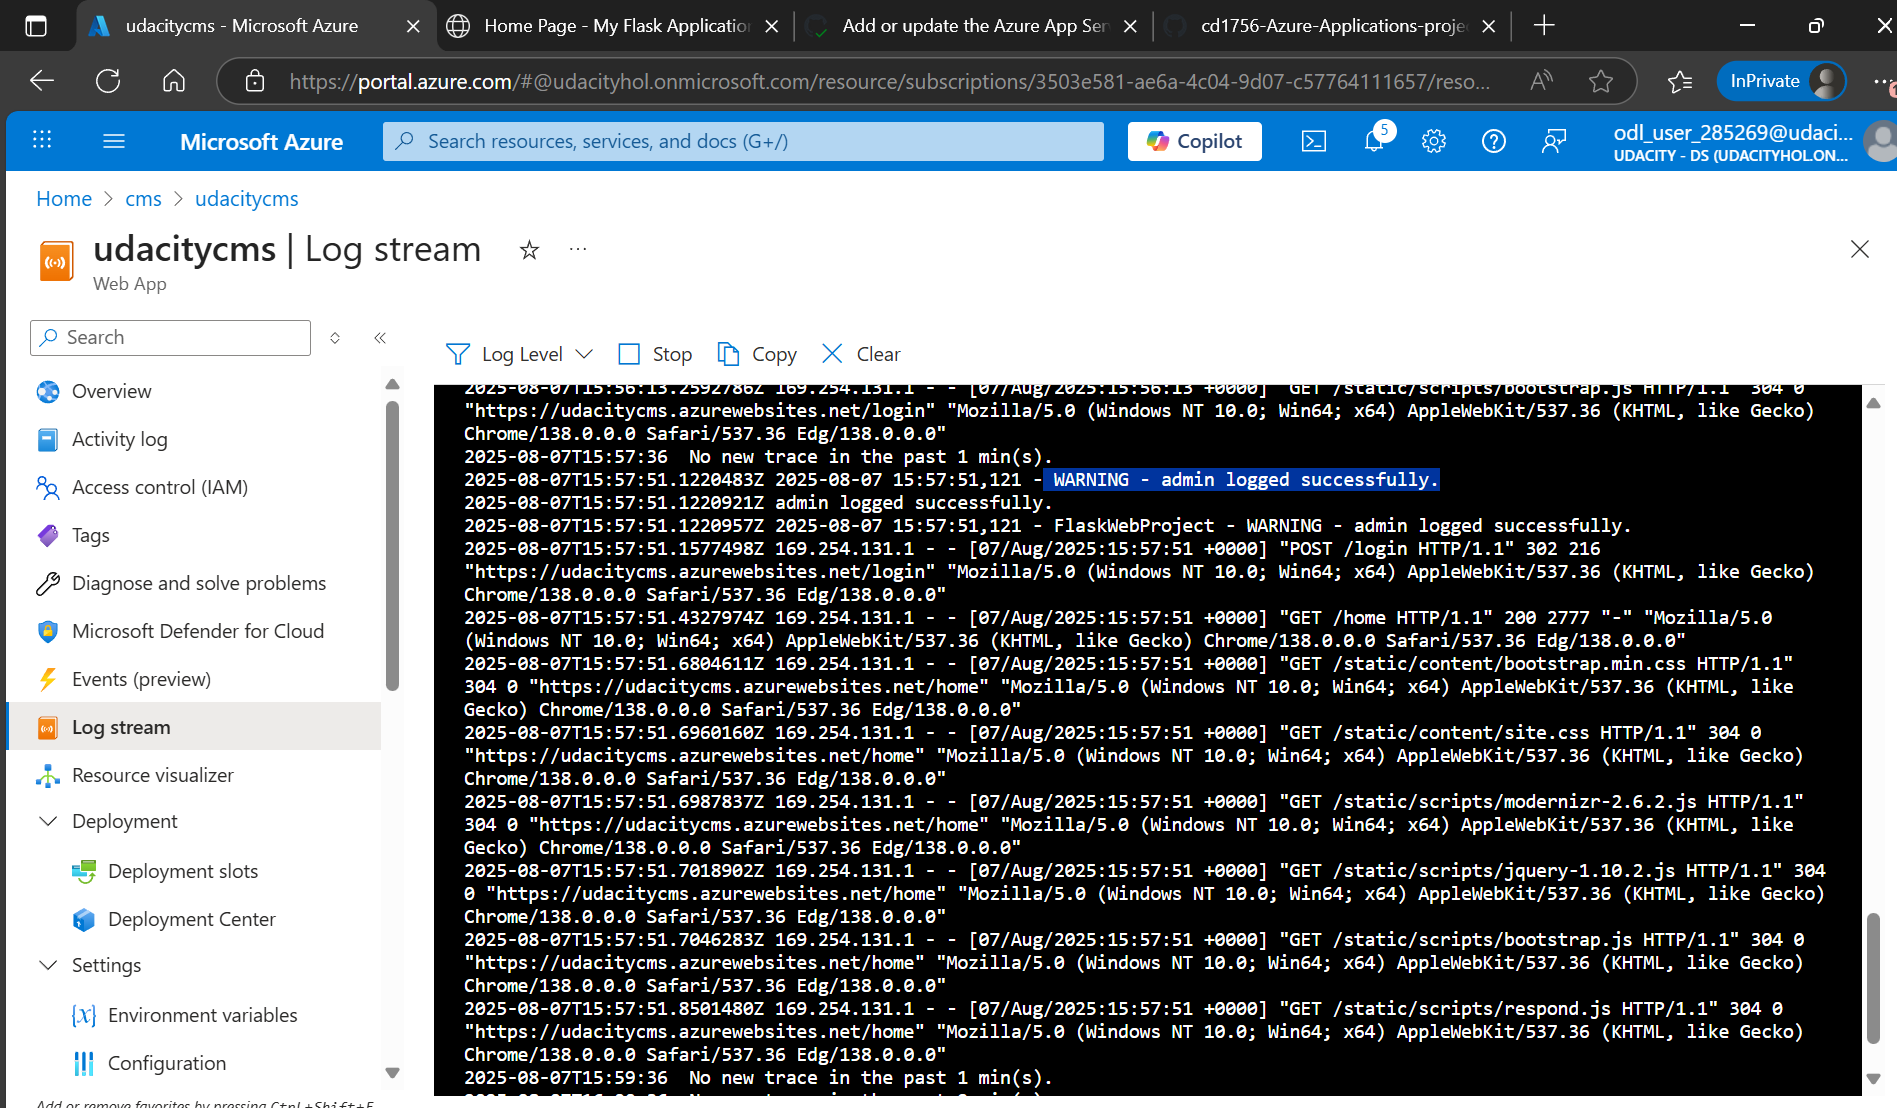 udacitycms - Microsoft Azure
Home Page - My Flask Application
Add or update the Azure App Ser
cd1756-Azure-Applications-proje
https://portal.azure.com/#@udacityhol.onmicrosoft.com/resource/subscriptions/3503e581-ae6a-4c04-9d07-c57764111657/reso...
InPrivate
Microsoft Azure
Search resources, services, and docs (G+/)
Copilot
5
odl_user_285269@udaci...
UDACITY - DS (UDACITYHOL.ON...
Home > cms > udacitycms
udacitycms | Log stream
Web App
Search
Overview
Activity log
Access control (IAM)
Tags
Diagnose and solve problems
Microsoft Defender for Cloud
Events (preview)
Log stream
Resource visualizer
Deployment
Deployment slots
Deployment Center
Settings
Environment variables
Configuration
Add or remove favorites by pressing Ctrl+Shift+F
Log Level
Stop
Copy
Clear
2025-08-07T15:56:13.2592786Z 169.254.131.1 - - [07/Aug/2025:15:56:13 +0000] "GET /static/scripts/bootstrap.js HTTP/1.1" 304 0
"https://udacitycms.azurewebsites.net/login" "Mozilla/5.0 (Windows NT 10.0; Win64; x64) AppleWebKit/537.36 (KHTML, like Gecko)
Chrome/138.0.0.0 Safari/537.36 Edg/138.0.0.0"
2025-08-07T15:57:36 No new trace in the past 1 min(s).
2025-08-07T15:57:51.1220483Z 2025-08-07 15:57:51,121 - WARNING - admin logged successfully.
2025-08-07T15:57:51.1220921Z admin logged successfully.
2025-08-07T15:57:51.1220957Z 2025-08-07 15:57:51,121 - FlaskWebProject - WARNING - admin logged successfully.
2025-08-07T15:57:51.1577498Z 169.254.131.1 - - [07/Aug/2025:15:57:51 +0000] "POST /login HTTP/1.1" 302 216
"https://udacitycms.azurewebsites.net/login" "Mozilla/5.0 (Windows NT 10.0; Win64; x64) AppleWebKit/537.36 (KHTML, like Gecko)
Chrome/138.0.0.0 Safari/537.36 Edg/138.0.0.0"
2025-08-07T15:57:51.4327974Z 169.254.131.1 - - [07/Aug/2025:15:57:51 +0000] "GET /home HTTP/1.1" 200 2777 "-" "Mozilla/5.0
(Windows NT 10.0; Win64; x64) AppleWebKit/537.36 (KHTML, like Gecko) Chrome/138.0.0.0 Safari/537.36 Edg/138.0.0.0"
2025-08-07T15:57:51.6804611Z 169.254.131.1 - - [07/Aug/2025:15:57:51 +0000] "GET /static/content/bootstrap.min.css HTTP/1.1"
304 0 "https://udacitycms.azurewebsites.net/home" "Mozilla/5.0 (Windows NT 10.0; Win64; x64) AppleWebKit/537.36 (KHTML, like
Gecko) Chrome/138.0.0.0 Safari/537.36 Edg/138.0.0.0"
2025-08-07T15:57:51.6960160Z 169.254.131.1 - - [07/Aug/2025:15:57:51 +0000] "GET /static/content/site.css HTTP/1.1" 304 0
"https://udacitycms.azurewebsites.net/home" "Mozilla/5.0 (Windows NT 10.0; Win64; x64) AppleWebKit/537.36 (KHTML, like Gecko)
Chrome/138.0.0.0 Safari/537.36 Edg/138.0.0.0"
2025-08-07T15:57:51.6987837Z 169.254.131.1 - - [07/Aug/2025:15:57:51 +0000] "GET /static/scripts/modernizr-2.6.2.js HTTP/1.1"
304 0 "https://udacitycms.azurewebsites.net/home" "Mozilla/5.0 (Windows NT 10.0; Win64; x64) AppleWebKit/537.36 (KHTML, like
Gecko) Chrome/138.0.0.0 Safari/537.36 Edg/138.0.0.0"
2025-08-07T15:57:51.7018902Z 169.254.131.1 - - [07/Aug/2025:15:57:51 +0000] "GET /static/scripts/jquery-1.10.2.js HTTP/1.1" 304
0 "https://udacitycms.azurewebsites.net/home" "Mozilla/5.0 (Windows NT 10.0; Win64; x64) AppleWebKit/537.36 (KHTML, like Gecko)
Chrome/138.0.0.0 Safari/537.36 Edg/138.0.0.0"
2025-08-07T15:57:51.7046283Z 169.254.131.1 - - [07/Aug/2025:15:57:51 +0000] "GET /static/scripts/bootstrap.js HTTP/1.1" 304 0
"https://udacitycms.azurewebsites.net/home" "Mozilla/5.0 (Windows NT 10.0; Win64; x64) AppleWebKit/537.36 (KHTML, like Gecko)
Chrome/138.0.0.0 Safari/537.36 Edg/138.0.0.0"
2025-08-07T15:57:51.8501480Z 169.254.131.1 - - [07/Aug/2025:15:57:51 +0000] "GET /static/scripts/respond.js HTTP/1.1" 304 0
"https://udacitycms.azurewebsites.net/home" "Mozilla/5.0 (Windows NT 10.0; Win64; x64) AppleWebKit/537.36 (KHTML, like Gecko)
Chrome/138.0.0.0 Safari/537.36 Edg/138.0.0.0"
2025-08-07T15:59:36 No new trace in the past 1 min(s).